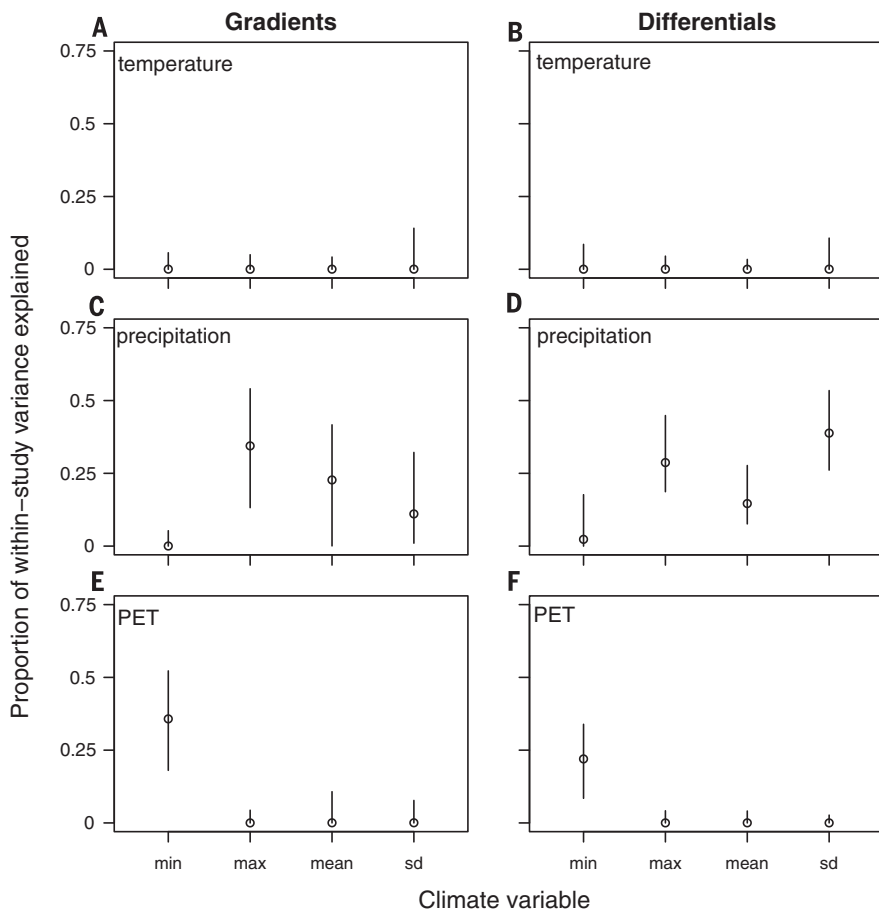 Gradients
Differentials
A
B
temperature
temperature
0.75
0.5
0.25
0
C
D
precipitation
precipitation
0.75
0.5
0.25
0
E
F
PET
PET
0.75
0.5
0.25
0
min max mean sd
min max mean sd
Proportion of within−study variance explained
Climate variable